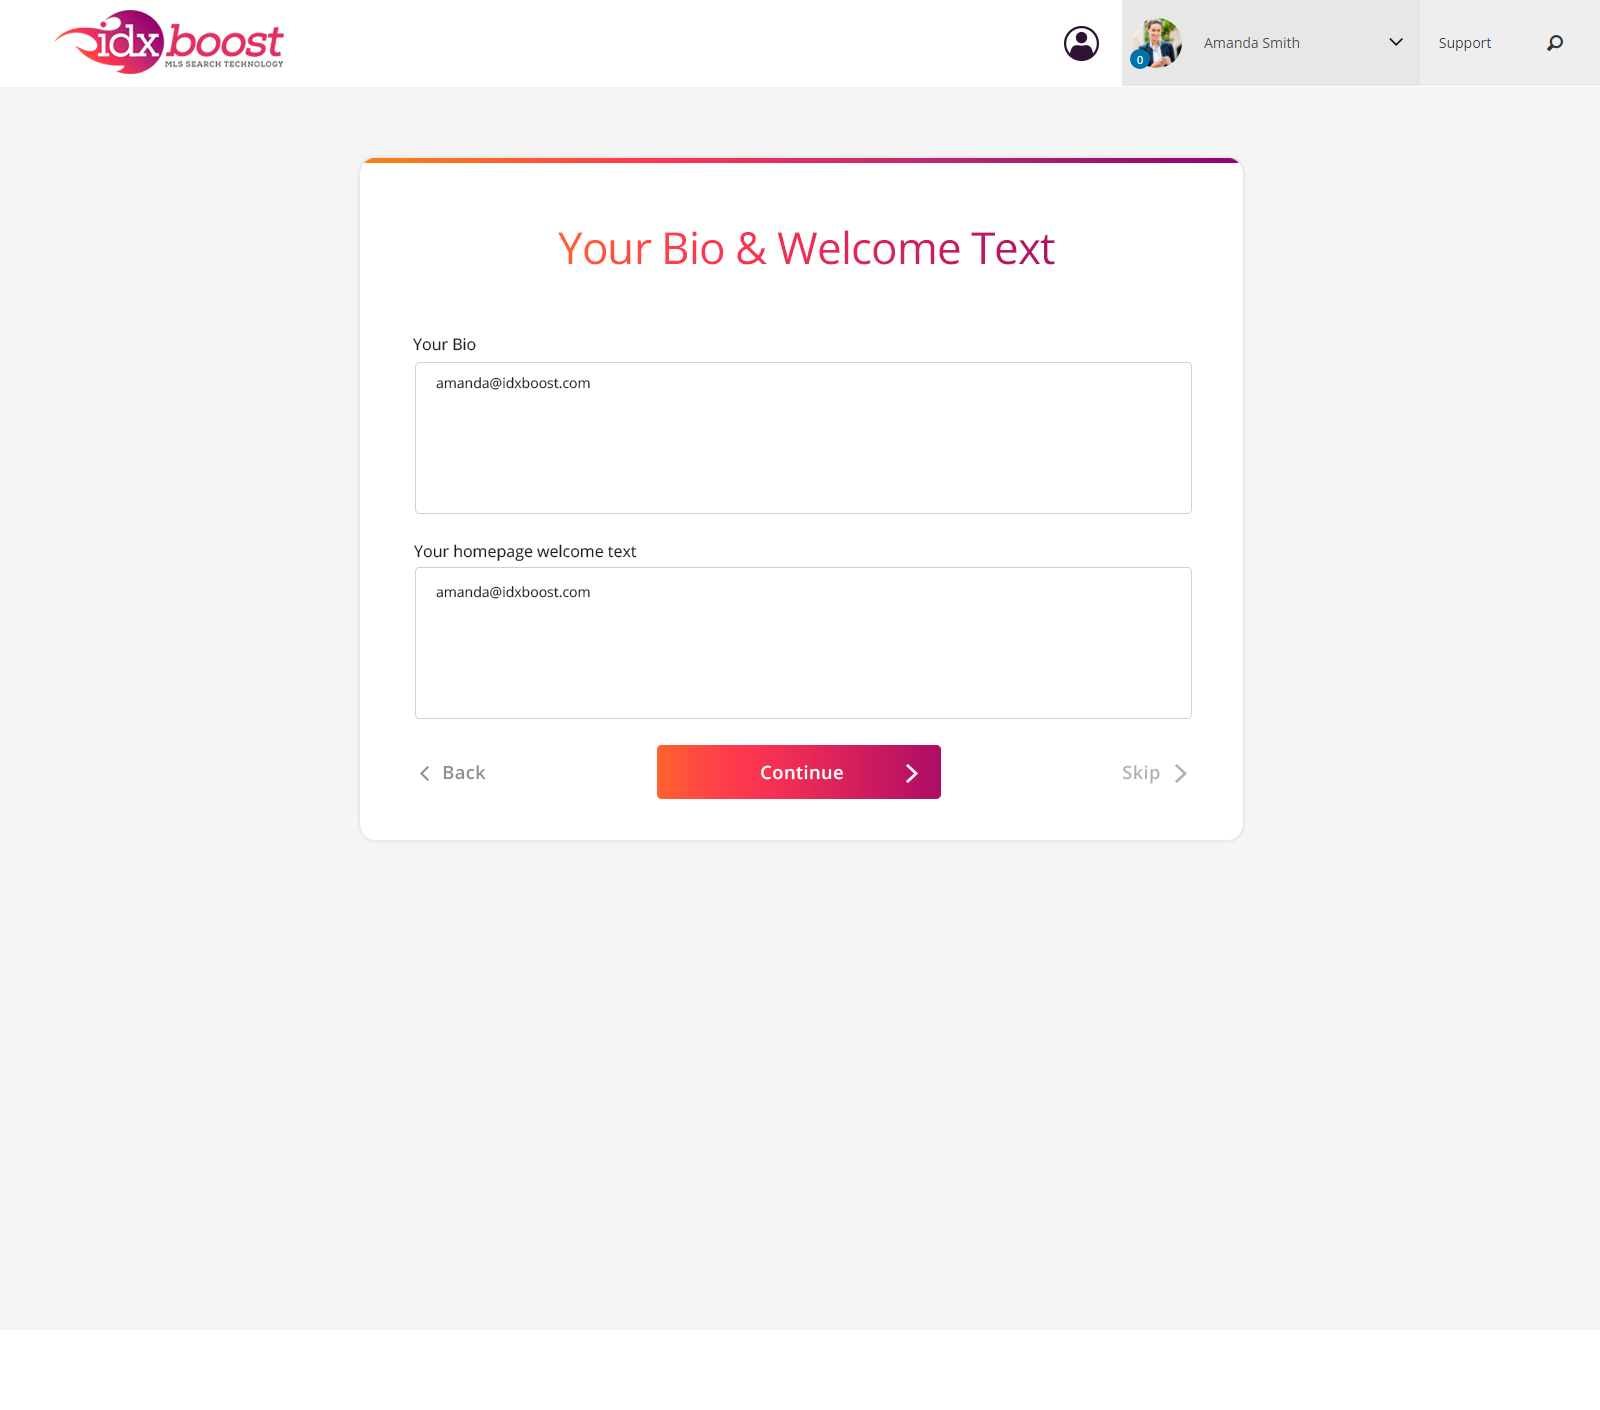 idxboost
MLS SEARCH TECHNOLOGY
0
Amanda Smith
Support
Your Bio & Welcome Text
Your Bio
amanda@idxboost.com
Your homepage welcome text
amanda@idxboost.com
Back
Continue
Skip